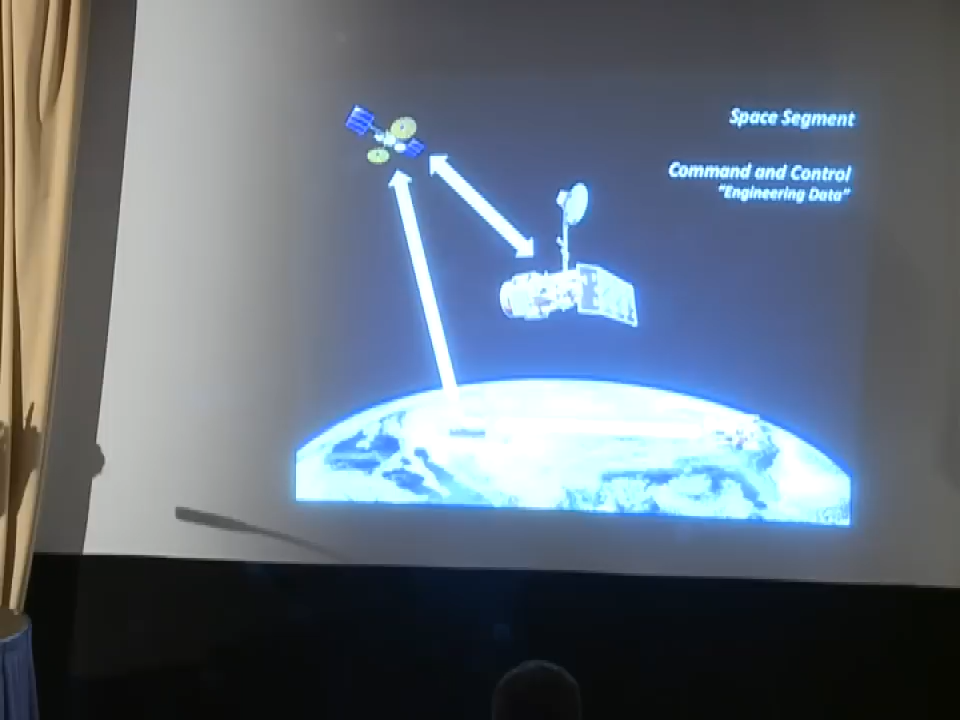 Space Segment
Command and Control
"Engineering Data"